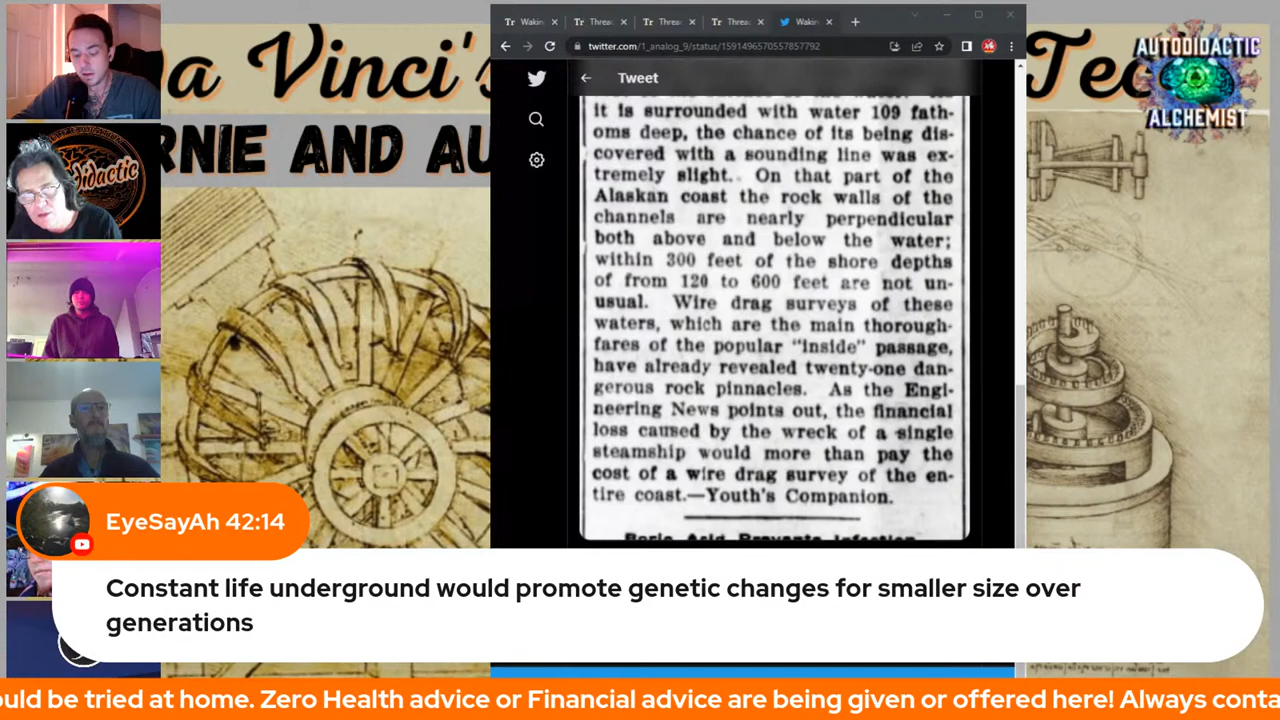 Da Vinci's
Tec
AUTODIDACTIC
ALCHEMIST
RNIE AND AU
didactic
Tr Wakin
Tr Threa
Tr Threa
Tr Threa
Wakin
twitter.com/1_analog_9/status/1591496570557857792
Tweet
it is surrounded with water 109 fath-
oms deep, the chance of its being dis-
covered with a sounding line was ex-
tremely slight. On that part of the
Alaskan coast the rock walls of the
channels are nearly perpendicular
both above and below the water;
within 300 feet of the shore depths
of from 120 to 600 feet are not un-
usual. Wire drag surveys of these
waters, which are the main thorough-
fares of the popular "inside" passage,
have already revealed twenty-one dan-
gerous rock pinnacles. As the Engi-
neering News points out, the financial
loss caused by the wreck of a single
steamship would more than pay the
cost of a wire drag survey of the en-
tire coast.—Youth's Companion.
EyeSayAh 42:14
Constant life underground would promote genetic changes for smaller size over
generations
ould be tried at home. Zero Health advice or Financial advice are being given or offered here! Always conta